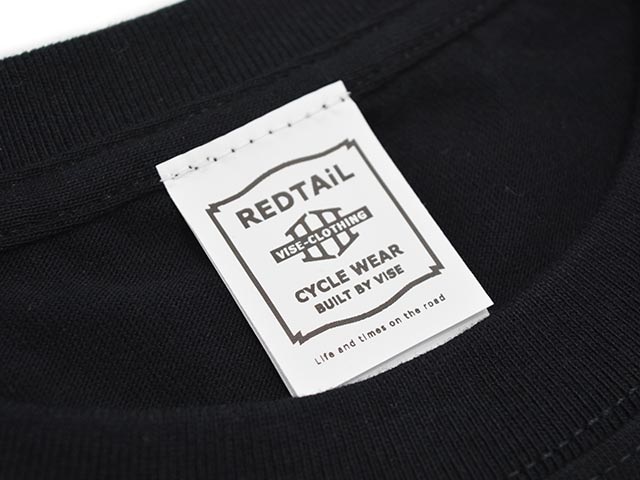 REDTAiL
VISE-CLOTHING
CYCLE WEAR
BUILT BY VISE
Life and times on the road